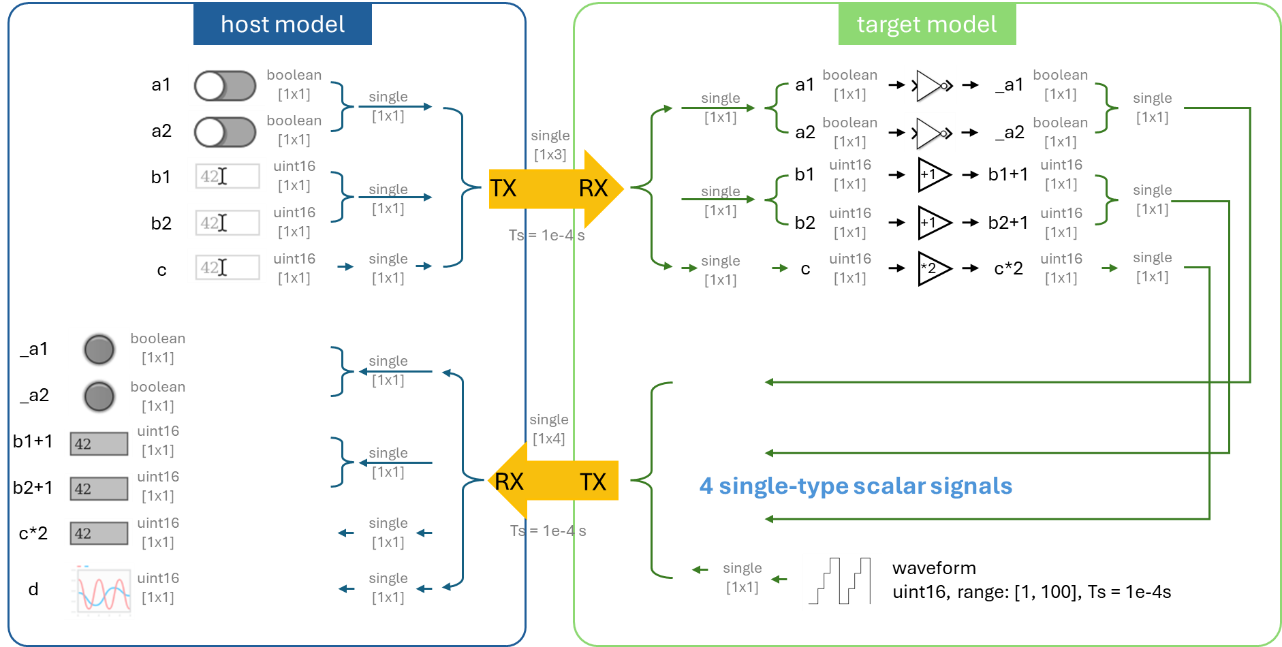 host model
target model
a1
boolean
[1x1]
a2
boolean
[1x1]
single
[1x1]
b1
42
uint16
[1x1]
b2
42
uint16
[1x1]
single
[1x1]
c
42
uint16
[1x1]
single
[1x1]
single
[1x3]
TX
RX
Ts = 1e-4 s
single
[1x1]
a1
boolean
[1x1]
_a1
boolean
[1x1]
a2
boolean
[1x1]
_a2
boolean
[1x1]
single
[1x1]
single
[1x1]
b1
uint16
[1x1]
+1
b1+1
uint16
[1x1]
b2
uint16
[1x1]
+1
b2+1
uint16
[1x1]
single
[1x1]
single
[1x1]
c
uint16
[1x1]
*2
c*2
uint16
[1x1]
single
[1x1]
_a1
boolean
[1x1]
_a2
boolean
[1x1]
single
[1x1]
b1+1
42
uint16
[1x1]
b2+1
42
uint16
[1x1]
single
[1x1]
c*2
42
uint16
[1x1]
single
[1x1]
d
uint16
[1x1]
single
[1x1]
single
[1x4]
RX
TX
Ts = 1e-4 s
4 single-type scalar signals
single
[1x1]
waveform
uint16, range: [1, 100], Ts = 1e-4s